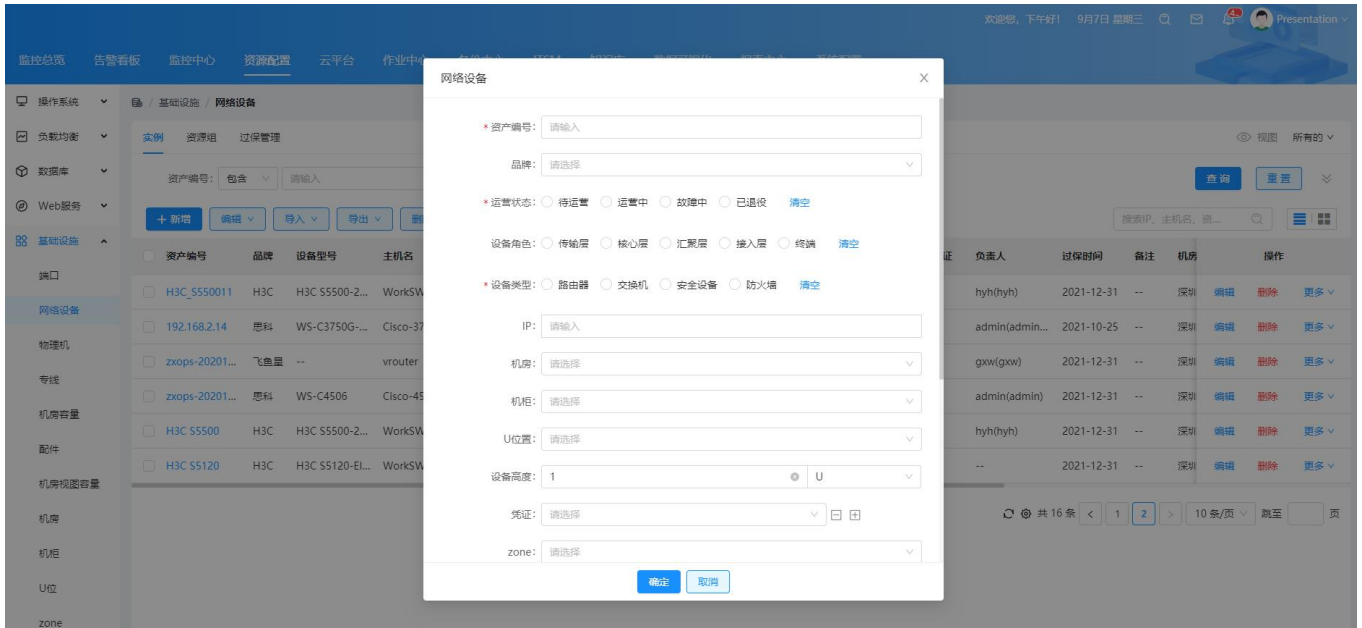 欢迎您，下午好! 9月7日 星期三 Presentation
监控总览 告警看板 监控中心 资源配置 云平台 作业中心
操作系统
负载均衡
数据库
Web服务
基础设施
端口
网络设备
物理机
专线
机房容量
配件
机房视图容量
机房
机柜
U位
zone
/ 基础设施 / 网络设备
实例 资源组 过保管理 视图 所有的
资产编号: 包含 请输入 查询 重置
+ 新增 编辑 导入 导出 搜索IP、主机名、资...
资产编号 品牌 设备型号 主机名 证 负责人 过保时间 备注 机房 操作
H3C_S550011 H3C H3C S5500-2... WorkSW hyh(hyh) 2021-12-31 -- 深圳 编辑 删除 更多
192.168.2.14 思科 WS-C3750G-... Cisco-37 admin(admin... 2021-10-25 -- 深圳 编辑 删除 更多
zxops-20201... 飞鱼星 -- vrouter gxw(gxw) 2021-12-31 -- 深圳 编辑 删除 更多
zxops-20201... 思科 WS-C4506 Cisco-45 admin(admin) 2021-12-31 -- 深圳 编辑 删除 更多
H3C S5500 H3C H3C S5500-2... WorkSW hyh(hyh) 2021-12-31 -- 深圳 编辑 删除 更多
H3C S5120 H3C H3C S5120-EI... WorkSW -- 2021-12-31 -- 深圳 编辑 删除 更多
共 16 条 < 1 2 > 10 条/页 跳至 页
网络设备
* 资产编号: 请输入
品牌: 请选择
* 运营状态: 待运营 运营中 故障中 已退役 清空
设备角色: 传输层 核心层 汇聚层 接入层 终端 清空
* 设备类型: 路由器 交换机 安全设备 防火墙 清空
IP: 请输入
机房: 请选择
机柜: 请选择
U位置: 请选择
设备高度: 1 U
凭证: 请选择
zone: 请选择
确定 取消